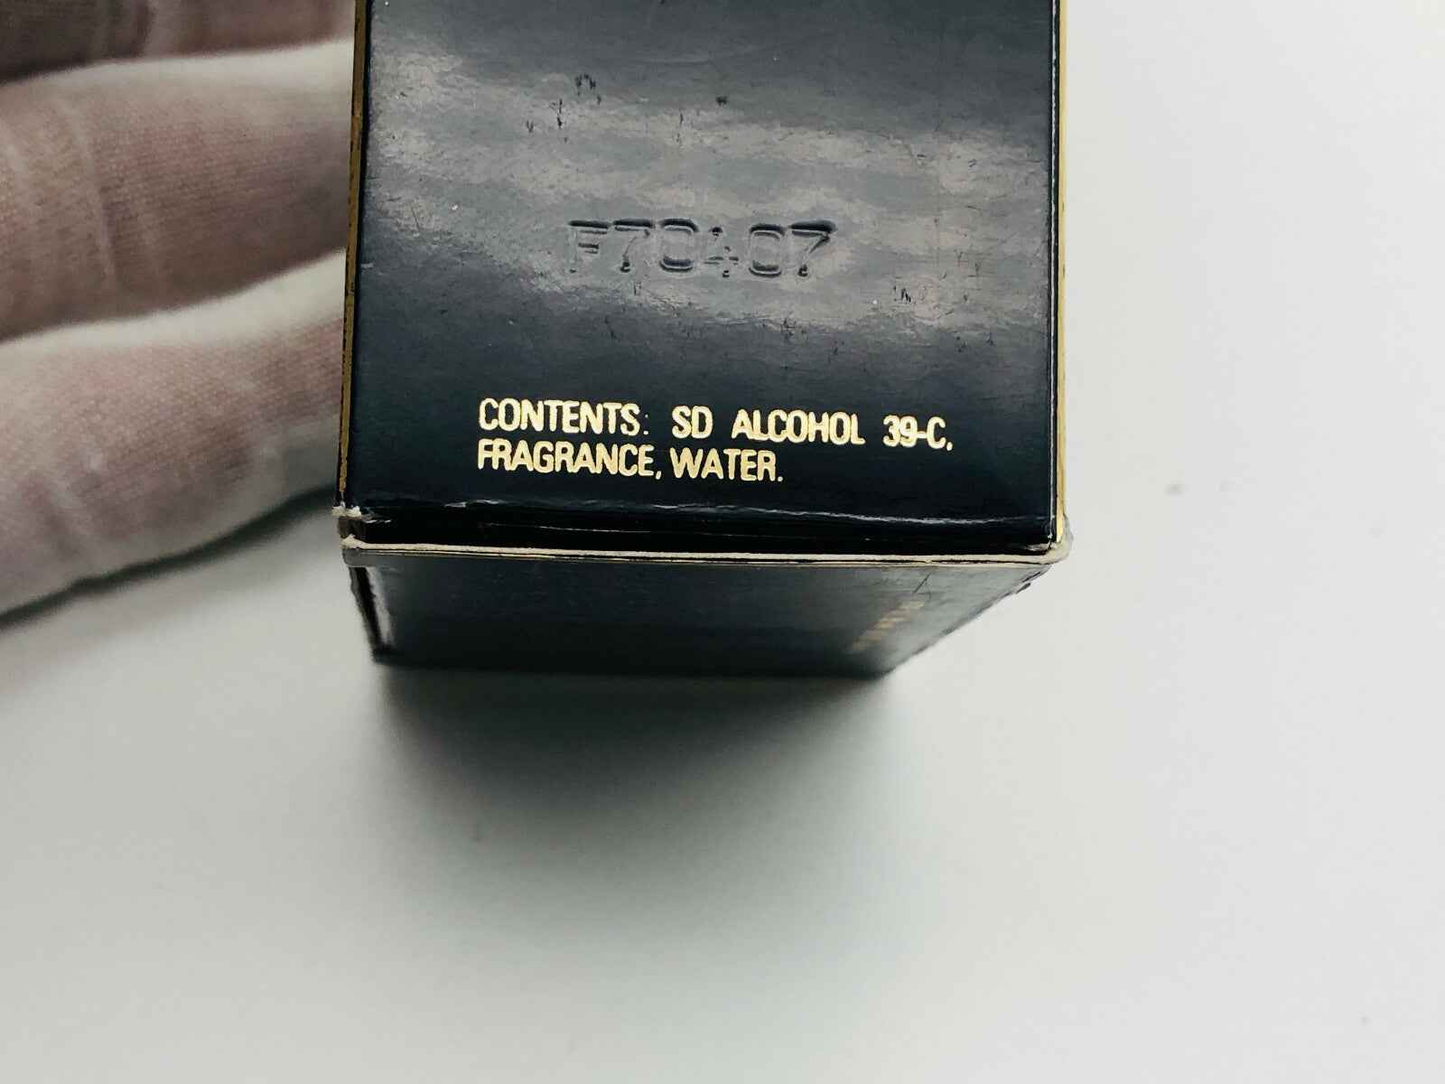 F70407
CONTENTS: SD ALCOHOL 39-C,
FRAGRANCE, WATER.